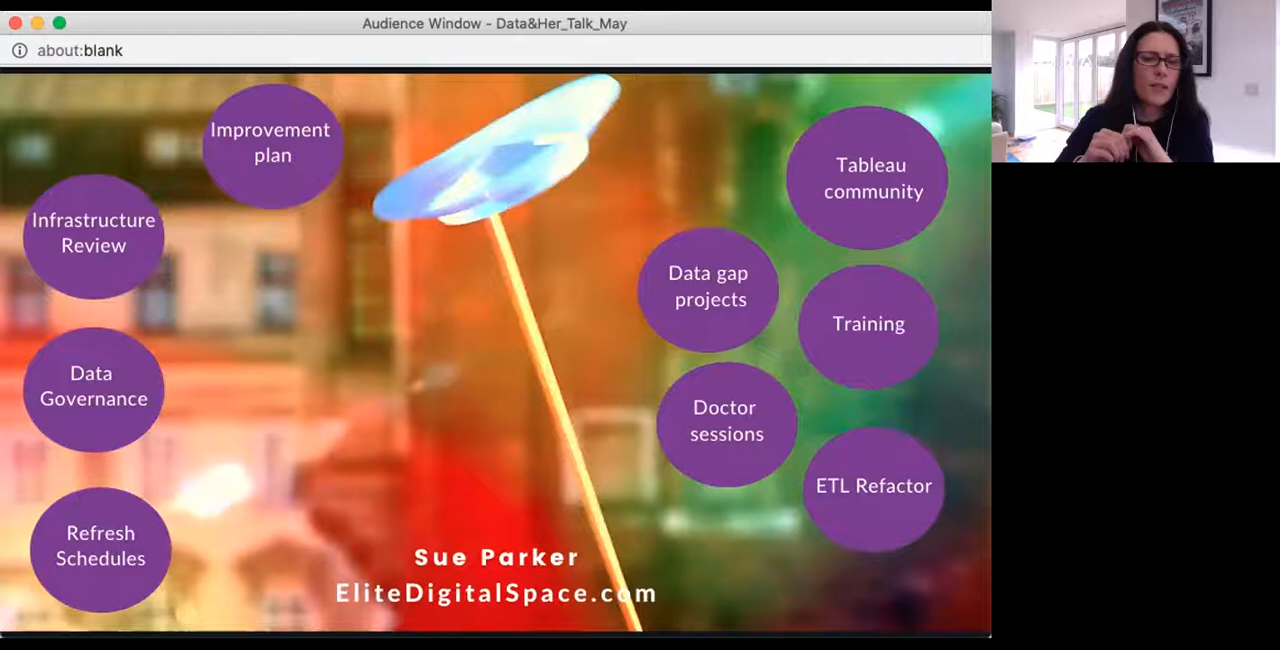 Audience Window - Data&Her_Talk_May
about:blank
Improvement
plan
Infrastructure
Review
Data
Governance
Refresh
Schedules
Tableau
community
Data gap
projects
Training
Doctor
sessions
ETL Refactor
Sue Parker
EliteDigitalSpace.com